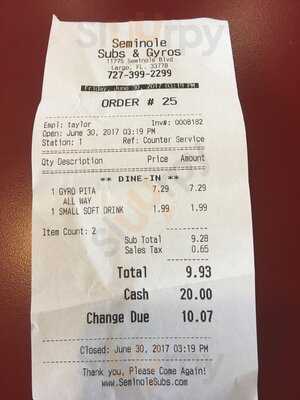 Seminole
Subs & Gyros
11775 Seminole Blvd
Largo, FL. 33778
727-399-2299
Friday, June 30, 2017 03:19 PM
ORDER # 25
Empl: taylor Inv#: 0008182
Open: June 30, 2017 03:19 PM
Station: 1 Ref: Counter Service
Qty Description Price Amount
** DINE-IN **
1 GYRO PITA 7.29 7.29
ALL WAY
1 SMALL SOFT DRINK 1.99 1.99
Item Count: 2
Sub Total 9.28
Sales Tax 0.65
Total 9.93
Cash 20.00
Change Due 10.07
Closed: June 30, 2017 03:19 PM
Thank you, Please Come Again!
www.SeminoleSubs.com